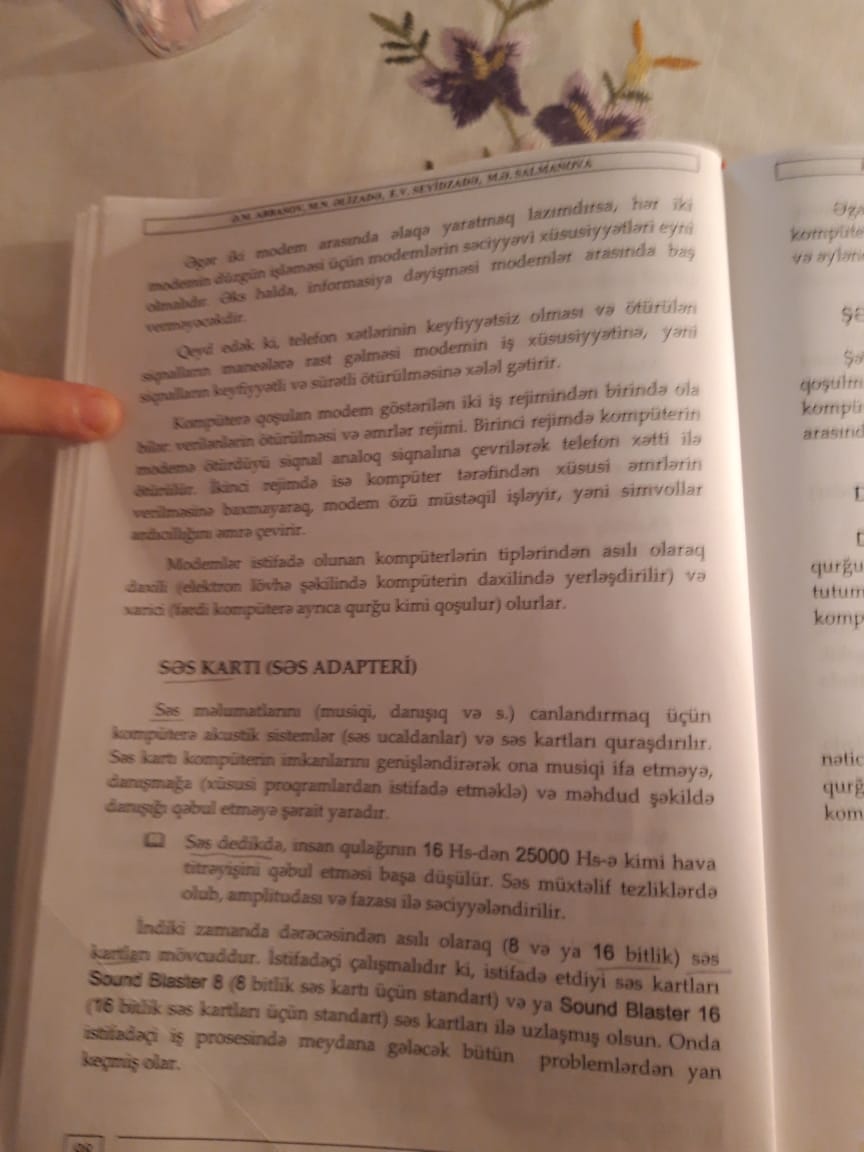 Ə.M. ABBASOV, M.N. ƏLİZADƏ, E.V. SEYİDZADƏ, M.Ə. SALMANOVA
Əgər iki modem arasında əlaqə yaratmaq lazımdırsa, hər iki
modemin düzgün işləməsi üçün modemlərin səciyyəvi xüsusiyyətləri eyni
olmalıdır. Əks halda, informasiya dəyişməsi modemlər arasında baş
verməyəcəkdir.
Qeyd edək ki, telefon xətlərinin keyfiyyətsiz olması və ötürülən
siqnalların maneələrə rast gəlməsi modemin iş xüsusiyyətinə, yəni
siqnalların keyfiyyətli və sürətli ötürülməsinə xələl gətirir.
Kompüterə qoşulan modem göstərilən iki iş rejimindən birində ola
bilər: verilənlərin ötürülməsi və əmrlər rejimi. Birinci rejimdə kompüterin
modemə ötürdüyü siqnal analoq siqnalına çevrilərək telefon xətti ilə
ötürülür. İkinci rejimdə isə kompüter tərəfindən xüsusi əmrlərin
verilməsinə baxmayaraq, modem özü müstəqil işləyir, yəni simvollar
ardıcıllığını əmrə çevirir.
Modemlər istifadə olunan kompüterlərin tiplərindən asılı olaraq
daxili (elektron lövhə şəkilində kompüterin daxilində yerləşdirilir) və
xarici (fərdi kompüterə ayrıca qurğu kimi qoşulur) olurlar.
SƏS KARTI (SƏS ADAPTERİ)
Səs məlumatlarını (musiqi, danışıq və s.) canlandırmaq üçün
kompüterə akustik sistemlər (səs ucaldanlar) və səs kartları quraşdırılır.
Səs kartı kompüterin imkanlarını genişləndirərək ona musiqi ifa etməyə,
danışmağa (xüsusi proqramlardan istifadə etməklə) və məhdud şəkildə
danışığı qəbul etməyə şərait yaradır.
Səs dedikdə, insan qulağının 16 Hs-dən 25000 Hs-ə kimi hava
titrəyişini qəbul etməsi başa düşülür. Səs müxtəlif tezliklərdə
olub, amplitudası və fazası ilə səciyyələndirilir.
İndiki zamanda dərəcəsindən asılı olaraq (8 və ya 16 bitlik) səs
kartları mövcuddur. İstifadəçi çalışmalıdır ki, istifadə etdiyi səs kartları
Sound Blaster 8 (8 bitlik səs kartı üçün standart) və ya Sound Blaster 16
(16 bitlik səs kartları üçün standart) səs kartları ilə uzlaşmış olsun. Onda
istifadəçi iş prosesində meydana gələcək bütün problemlərdən yan
keçmiş olar.
və
qurğu
nətic
qurğ
kom